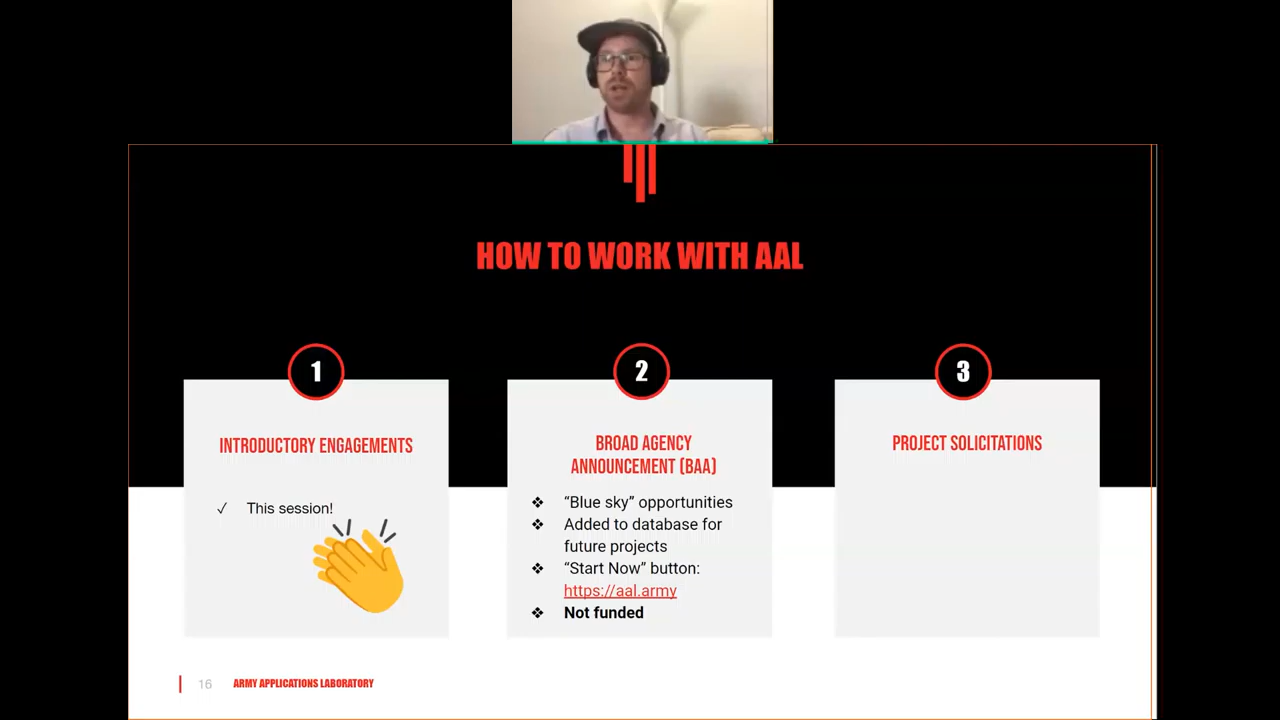 HOW TO WORK WITH AAL
1
INTRODUCTORY ENGAGEMENTS
✓ This session!
2
BROAD AGENCY
ANNOUNCEMENT (BAA)
❖ “Blue sky” opportunities
❖ Added to database for
future projects
❖ “Start Now” button:
https://aal.army
❖ Not funded
3
PROJECT SOLICITATIONS
16 ARMY APPLICATIONS LABORATORY